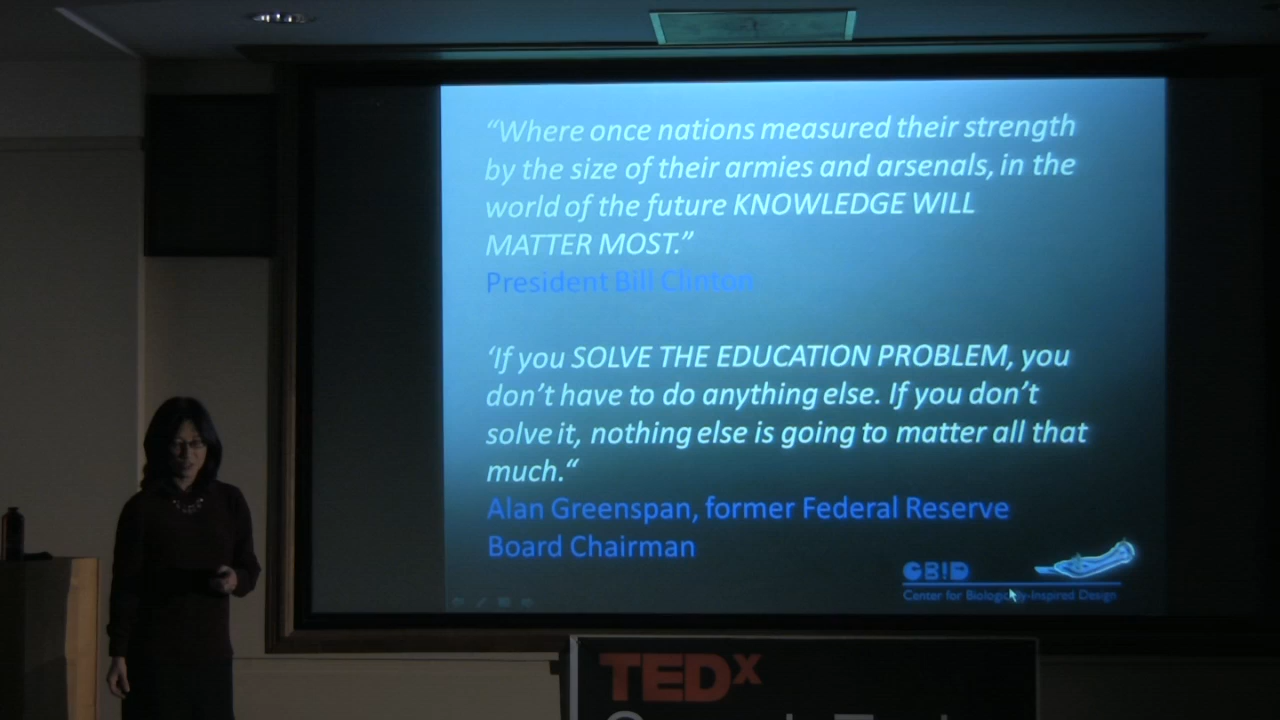 “Where once nations measured their strength
by the size of their armies and arsenals, in the
world of the future KNOWLEDGE WILL
MATTER MOST.”
President Bill Clinton
‘If you SOLVE THE EDUCATION PROBLEM, you
don’t have to do anything else. If you don’t
solve it, nothing else is going to matter all that
much.“
Alan Greenspan, former Federal Reserve
Board Chairman
CBID
Center for Biologically-Inspired Design
TEDx